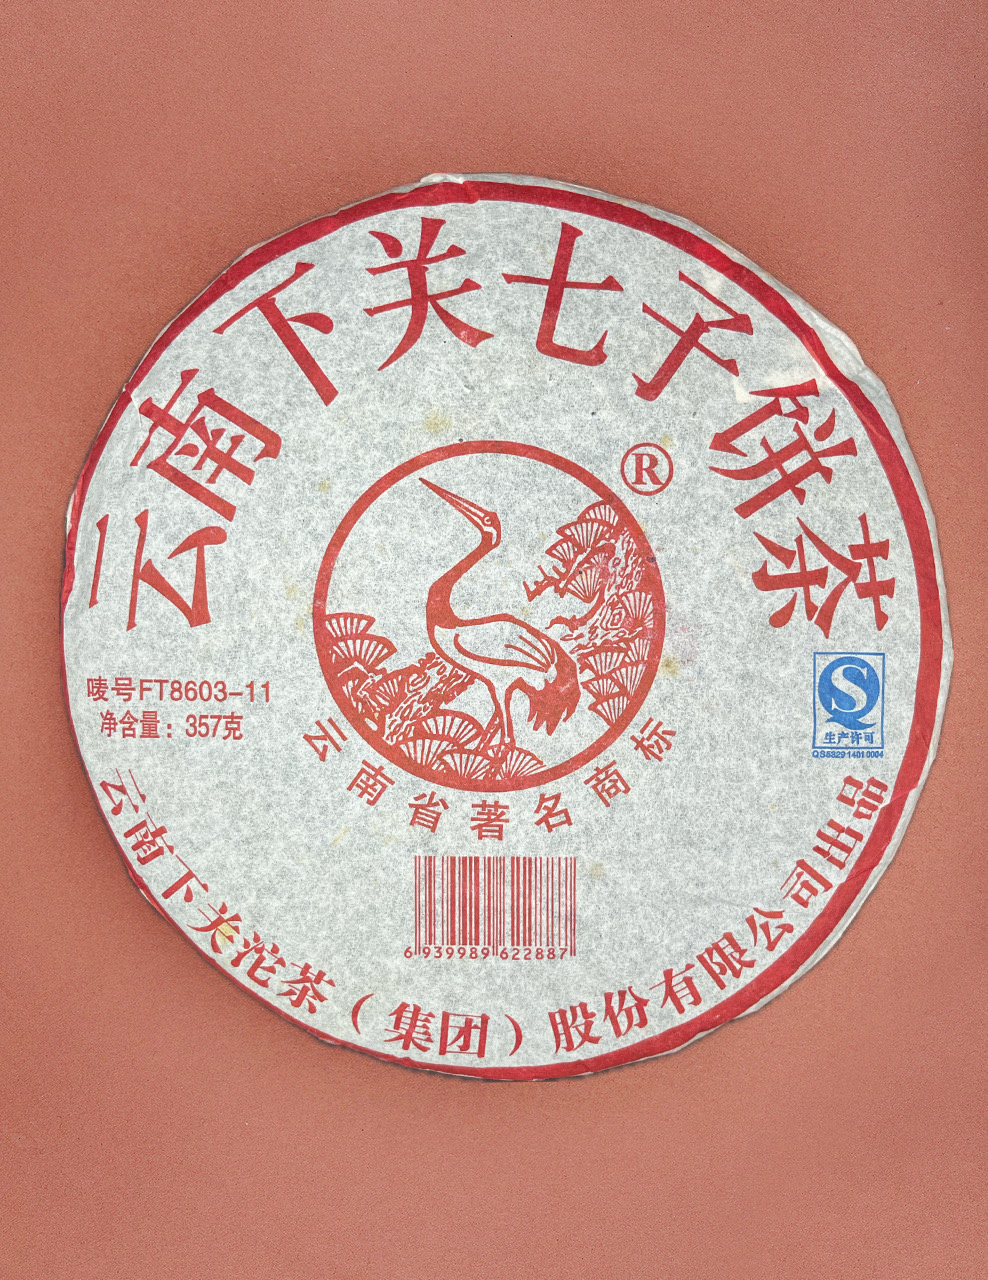 云南下关七子饼茶
®
唛号FT8603-11
净含量：357克
生产许可
QS5329 1401 0004
云南省著名商标
6 939989 622887
云南下关沱茶（集团）股份有限公司出品